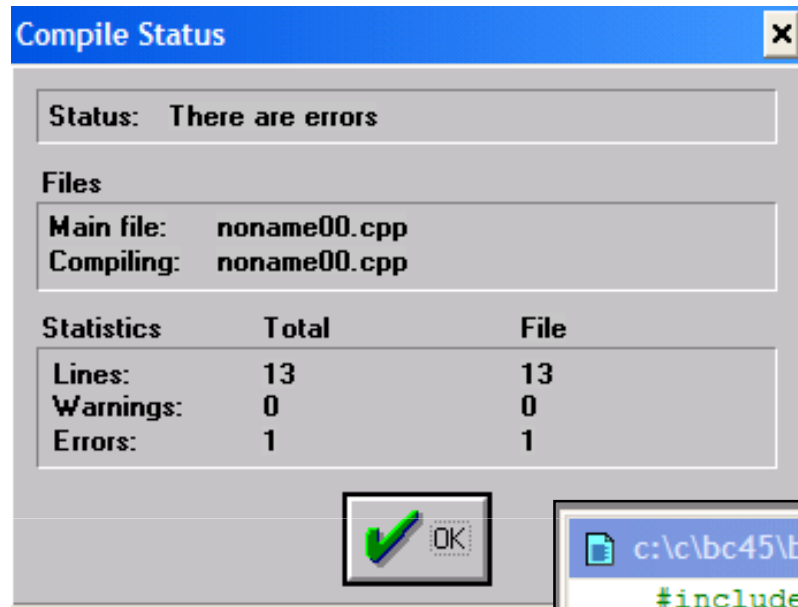 Compile Status
Status: There are errors
Files
Main file: noname00.cpp
Compiling: noname00.cpp
Statistics Total File
Lines: 13 13
Warnings: 0 0
Errors: 1 1
OK
c:\c\bc45\b
#include